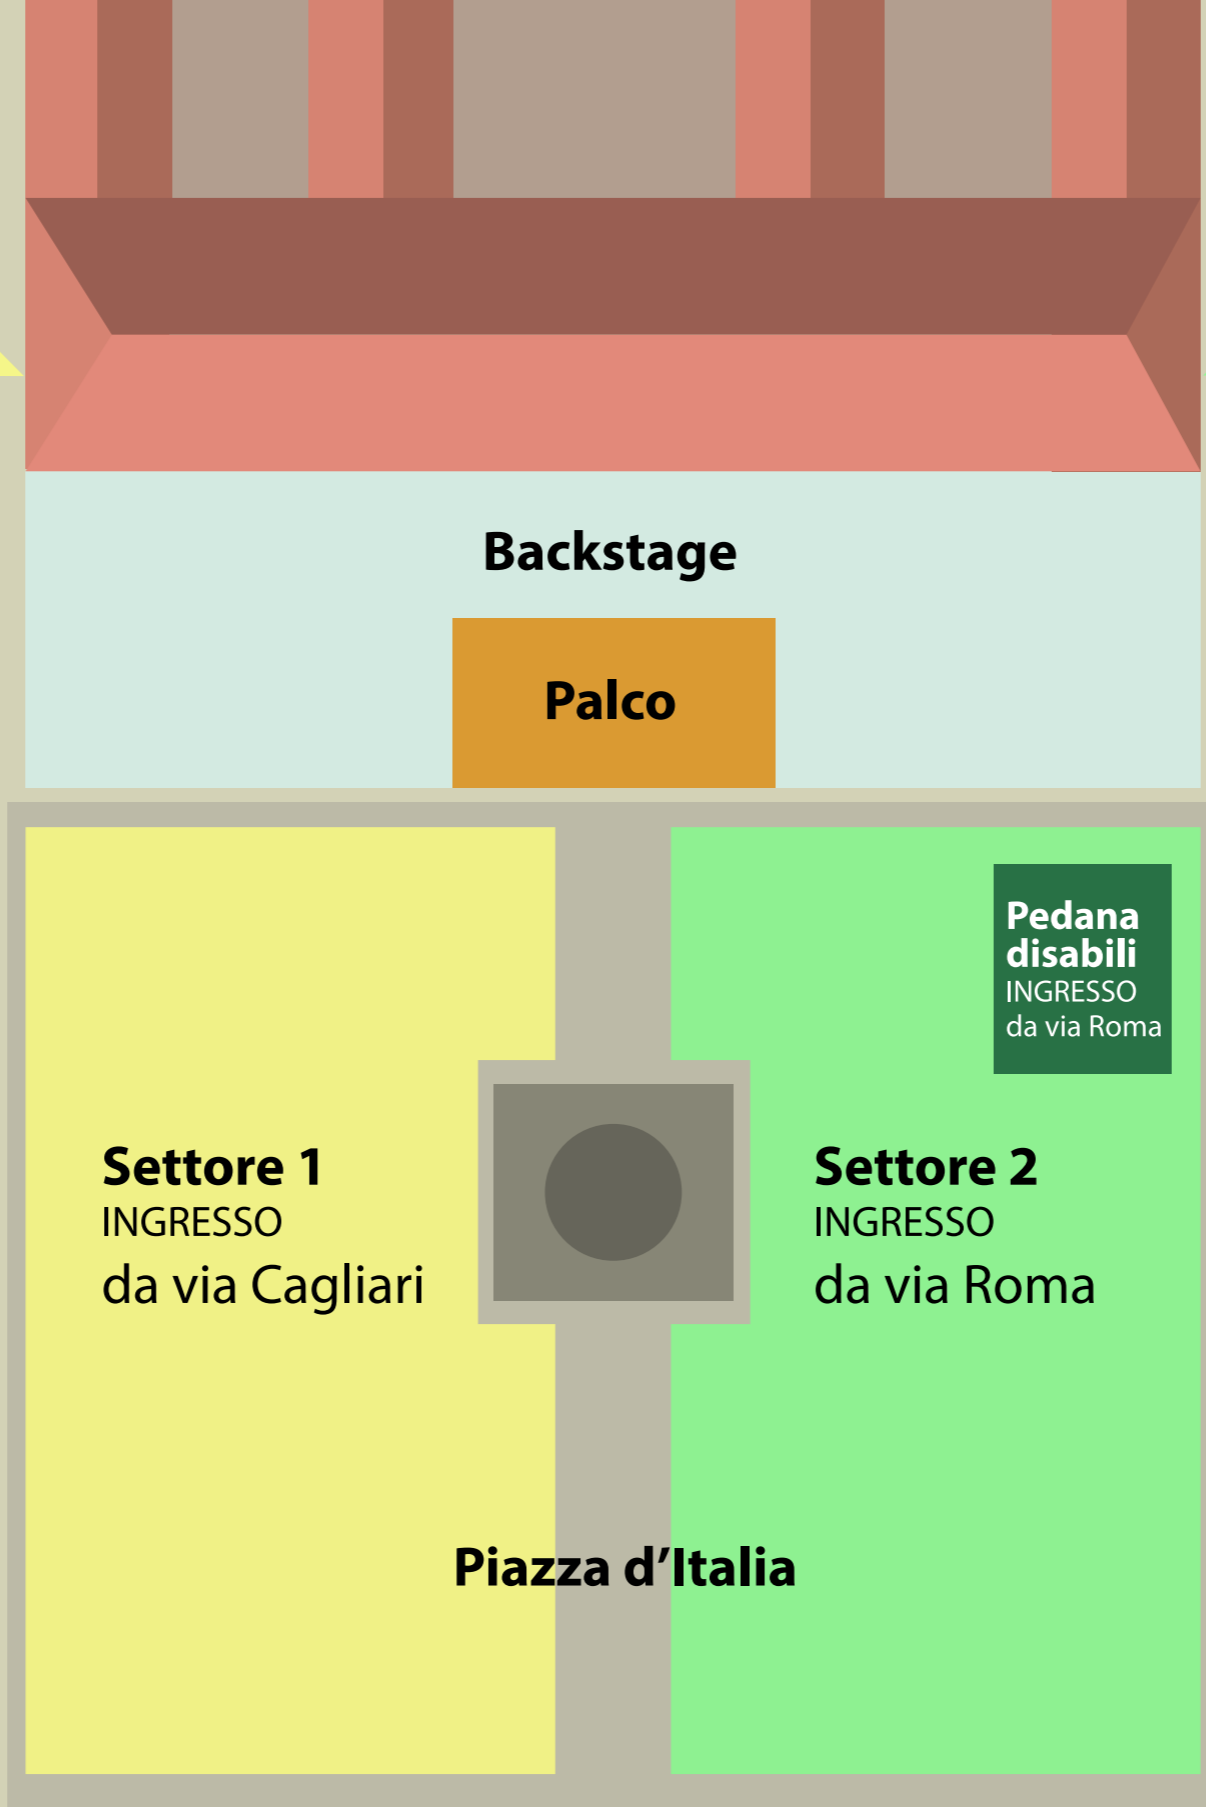 Backstage
Palco
Pedana
disabili
INGRESSO
da via Roma
Settore 1
INGRESSO
da via Cagliari
Settore 2
INGRESSO
da via Roma
Piazza d’Italia